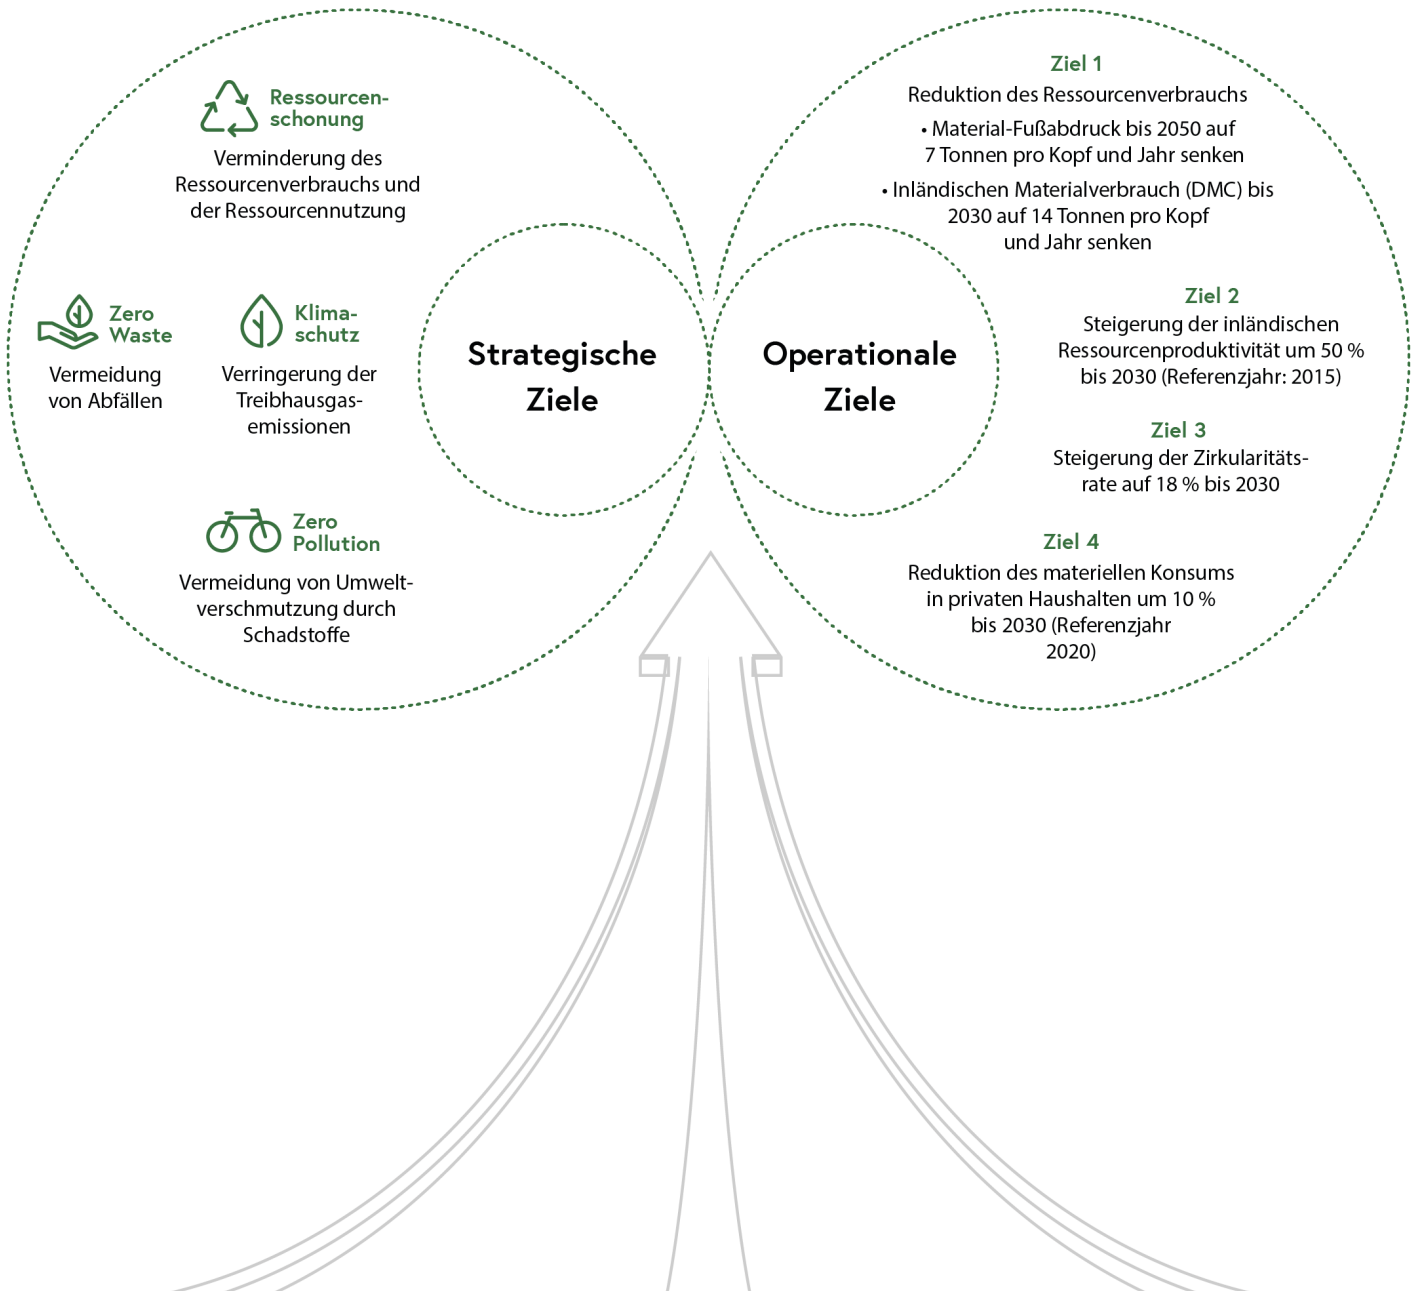 Ressourcen-
schonung
Verminderung des
Ressourcenverbrauchs und
der Ressourcennutzung
Zero
Waste
Vermeidung
von Abfällen
Klima-
schutz
Verringerung der
Treibhausgas-
emissionen
Zero
Pollution
Vermeidung von Umwelt-
verschmutzung durch
Schadstoffe
Strategische
Ziele
Operationale
Ziele
Ziel 1
Reduktion des Ressourcenverbrauchs
• Material-Fußabdruck bis 2050 auf
7 Tonnen pro Kopf und Jahr senken
• Inländischen Materialverbrauch (DMC) bis
2030 auf 14 Tonnen pro Kopf
und Jahr senken
Ziel 2
Steigerung der inländischen
Ressourcenproduktivität um 50 %
bis 2030 (Referenzjahr: 2015)
Ziel 3
Steigerung der Zirkularitäts-
rate auf 18 % bis 2030
Ziel 4
Reduktion des materiellen Konsums
in privaten Haushalten um 10 %
bis 2030 (Referenzjahr
2020)